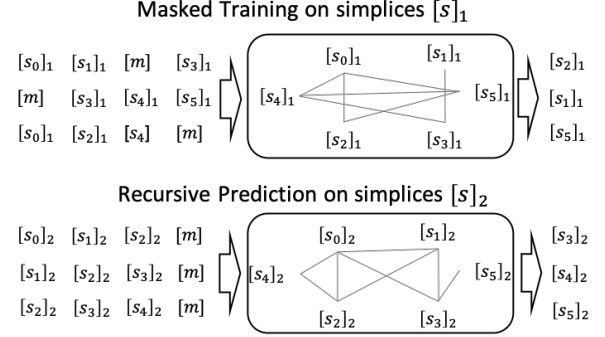 Masked Training on simplices [s]₁
[s₀]₁ [s₁]₁ [m] [s₃]₁
[m] [s₃]₁ [s₄]₁ [s₅]₁
[s₀]₁ [s₂]₁ [s₄] [m]
[s₀]₁ [s₁]₁
[s₄]₁ [s₅]₁
[s₂]₁ [s₃]₁
[s₂]₁
[s₁]₁
[s₅]₁
Recursive Prediction on simplices [s]₂
[s₀]₂ [s₁]₂ [s₂]₂ [m]
[s₁]₂ [s₂]₂ [s₃]₂ [m]
[s₂]₂ [s₃]₂ [s₄]₂ [m]
[s₀]₂ [s₁]₂
[s₄]₂ [s₅]₂
[s₂]₂ [s₃]₂
[s₃]₂
[s₄]₂
[s₅]₂